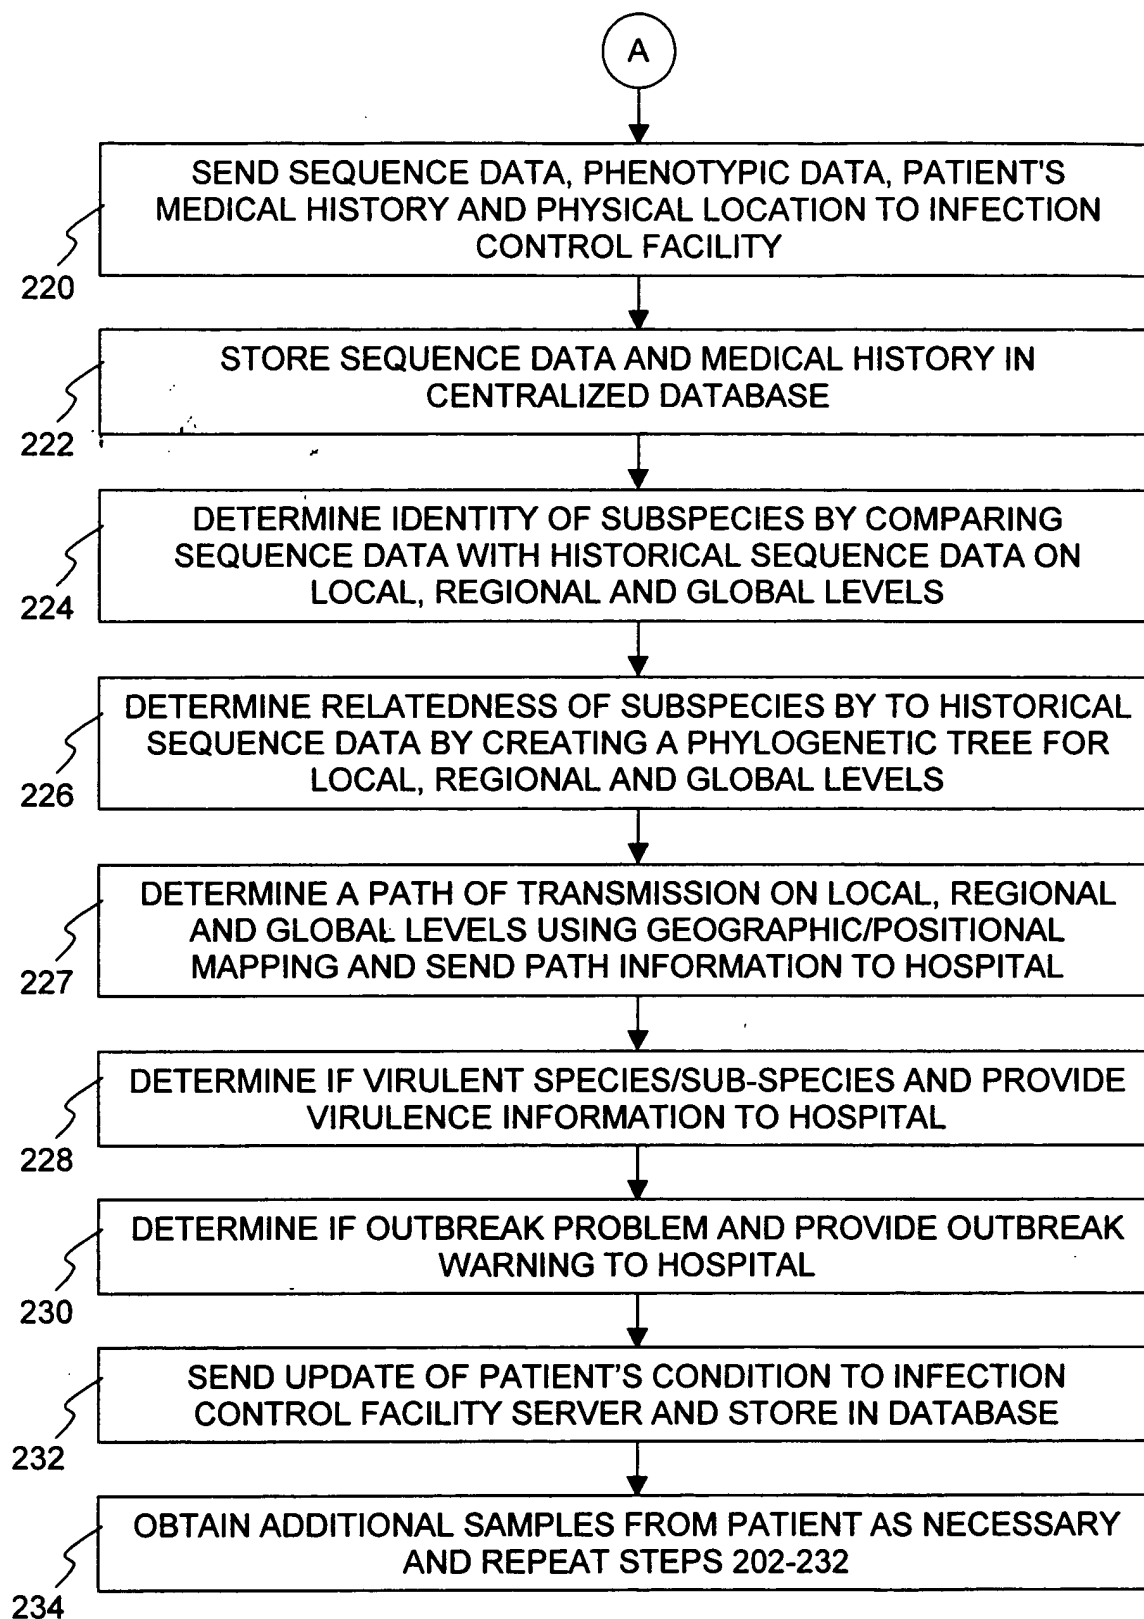 A
SEND SEQUENCE DATA, PHENOTYPIC DATA, PATIENT'S
MEDICAL HISTORY AND PHYSICAL LOCATION TO INFECTION
CONTROL FACILITY
220
STORE SEQUENCE DATA AND MEDICAL HISTORY IN
CENTRALIZED DATABASE
222
DETERMINE IDENTITY OF SUBSPECIES BY COMPARING
SEQUENCE DATA WITH HISTORICAL SEQUENCE DATA ON
LOCAL, REGIONAL AND GLOBAL LEVELS
224
DETERMINE RELATEDNESS OF SUBSPECIES BY TO HISTORICAL
SEQUENCE DATA BY CREATING A PHYLOGENETIC TREE FOR
LOCAL, REGIONAL AND GLOBAL LEVELS
226
DETERMINE A PATH OF TRANSMISSION ON LOCAL, REGIONAL
AND GLOBAL LEVELS USING GEOGRAPHIC/POSITIONAL
MAPPING AND SEND PATH INFORMATION TO HOSPITAL
227
DETERMINE IF VIRULENT SPECIES/SUB-SPECIES AND PROVIDE
VIRULENCE INFORMATION TO HOSPITAL
228
DETERMINE IF OUTBREAK PROBLEM AND PROVIDE OUTBREAK
WARNING TO HOSPITAL
230
SEND UPDATE OF PATIENT'S CONDITION TO INFECTION
CONTROL FACILITY SERVER AND STORE IN DATABASE
232
OBTAIN ADDITIONAL SAMPLES FROM PATIENT AS NECESSARY
AND REPEAT STEPS 202-232
234